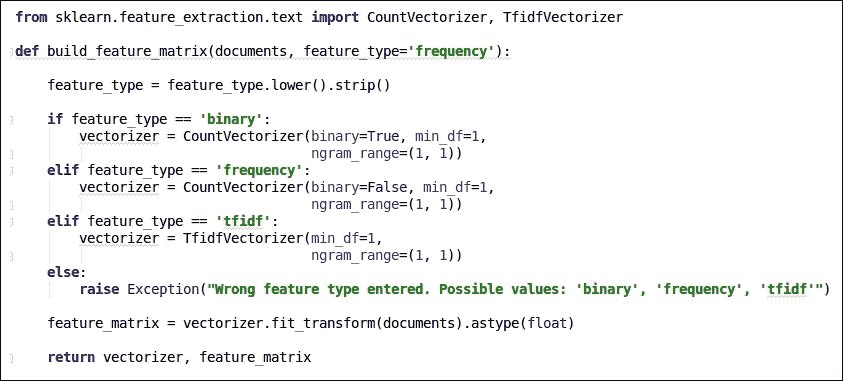 from sklearn.feature_extraction.text import CountVectorizer, TfidfVectorizer
def build_feature_matrix(documents, feature_type='frequency'):
feature_type = feature_type.lower().strip()
if feature_type == 'binary':
vectorizer = CountVectorizer(binary=True, min_df=1,
ngram_range=(1, 1))
elif feature_type == 'frequency':
vectorizer = CountVectorizer(binary=False, min_df=1,
ngram_range=(1, 1))
elif feature_type == 'tfidf':
vectorizer = TfidfVectorizer(min_df=1,
ngram_range=(1, 1))
else:
raise Exception("Wrong feature type entered. Possible values: 'binary', 'frequency', 'tfidf'")
feature_matrix = vectorizer.fit_transform(documents).astype(float)
return vectorizer, feature_matrix